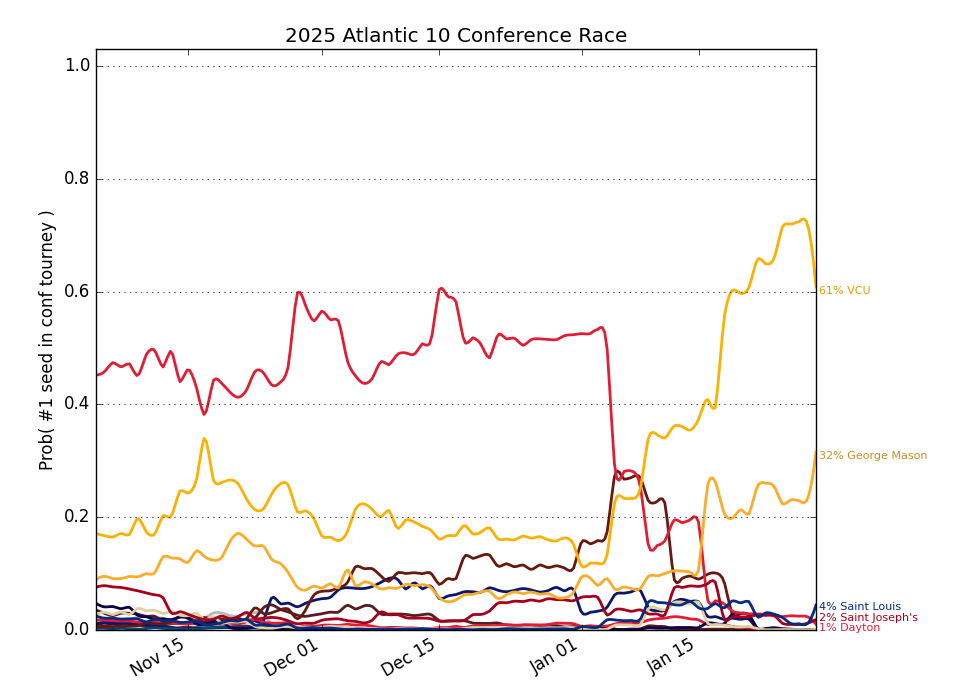 2025 Atlantic 10 Conference Race
Prob( #1 seed in conf tourney )
1.0
0.8
0.6
0.4
0.2
0.0
61% VCU
32% George Mason
4% Saint Louis
2% Saint Joseph's
1% Dayton
Nov 15
Dec 01
Dec 15
Jan 01
Jan 15